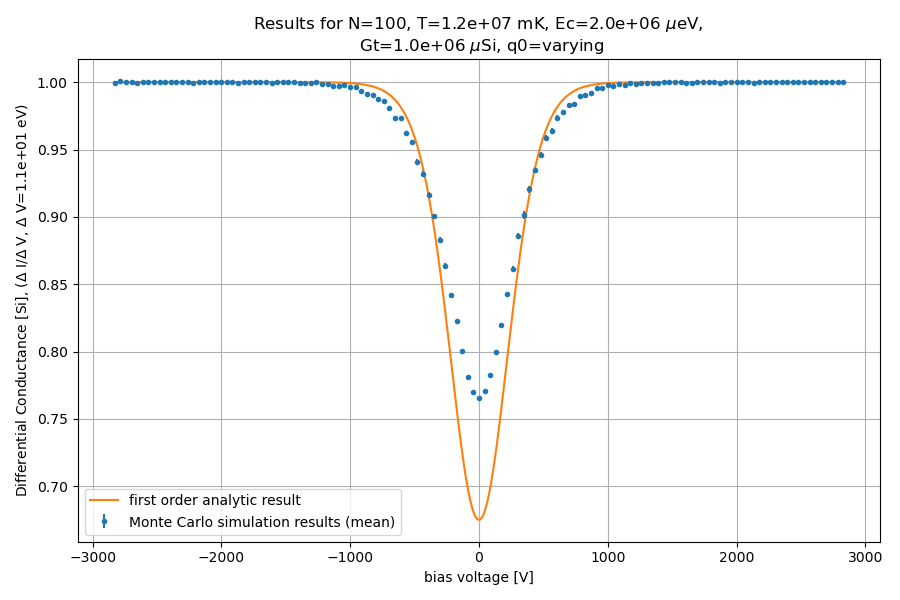 Results for N=100, T=1.2e+07 mK, Ec=2.0e+06 μeV,
Gt=1.0e+06 μSi, q0=varying
Differential Conductance [Si], (Δ I/Δ V, Δ V=1.1e+01 eV)
1.00
0.95
0.90
0.85
0.80
0.75
0.70
first order analytic result
Monte Carlo simulation results (mean)
−3000 −2000 −1000 0 1000 2000 3000
bias voltage [V]